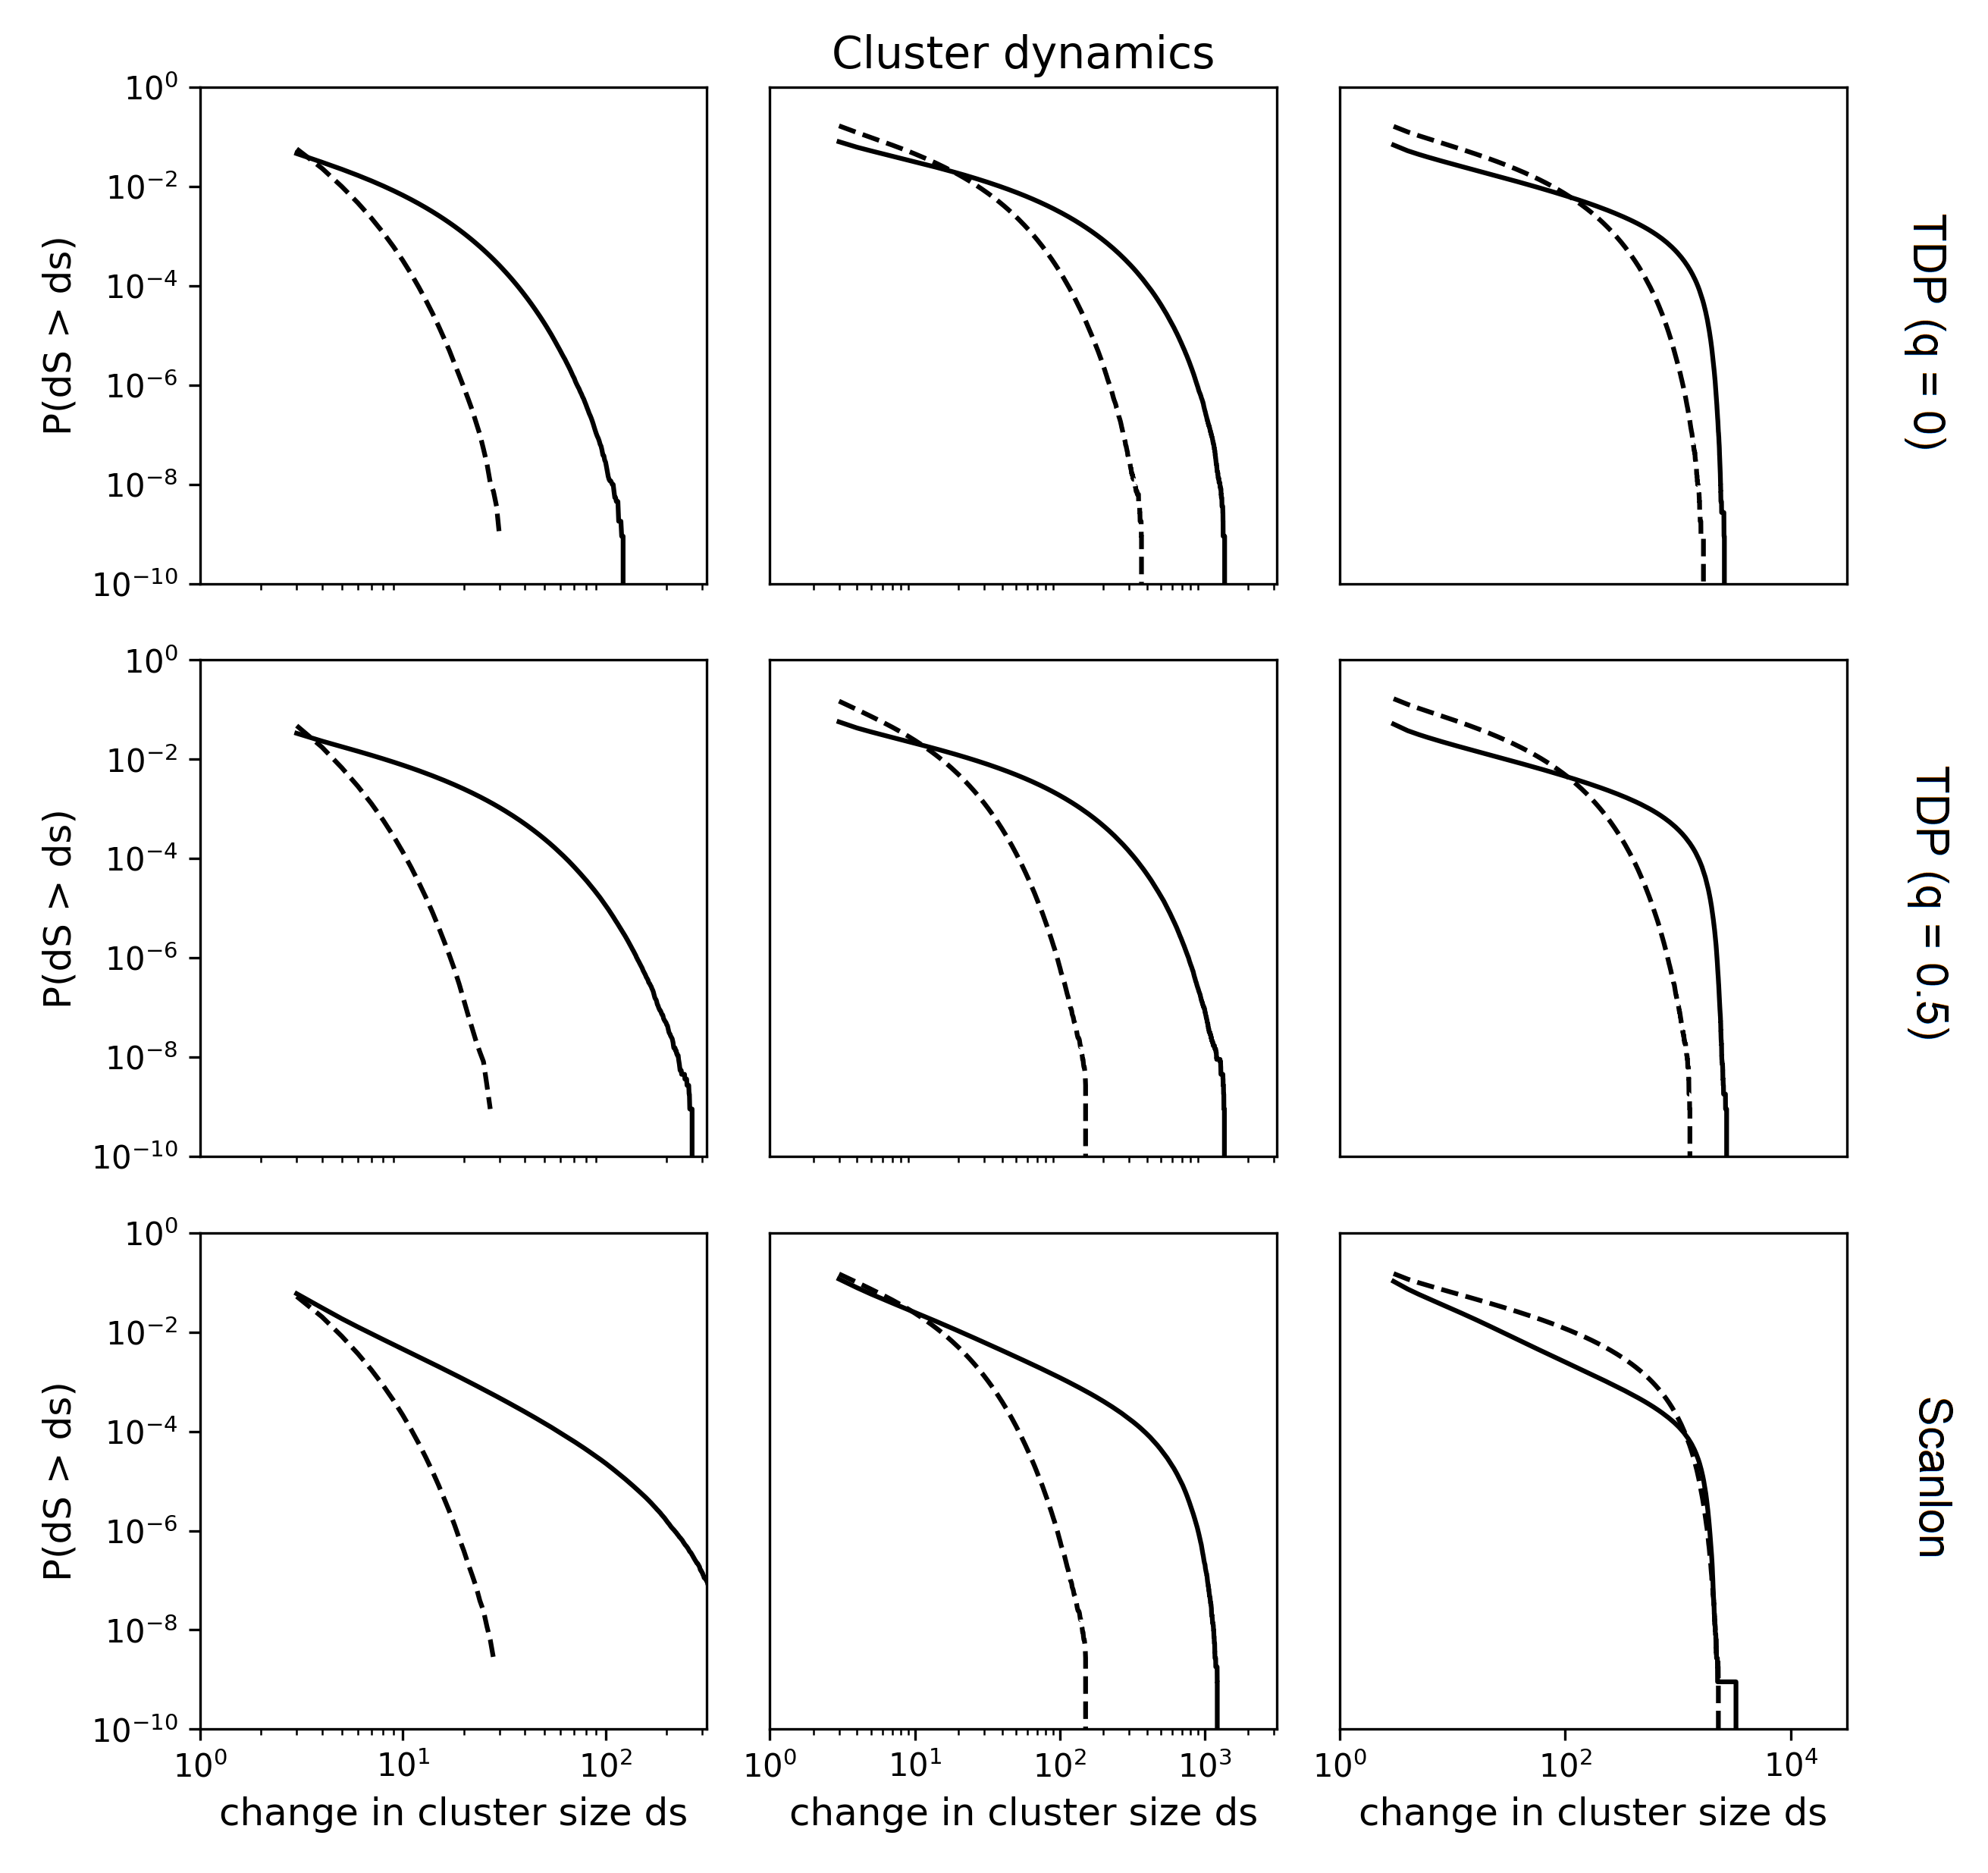 Cluster dynamics
10^0
10^-2
10^-4
10^-6
10^-8
10^-10
P(dS > ds)
TDP (q = 0)
10^0
10^-2
10^-4
10^-6
10^-8
10^-10
P(dS > ds)
TDP (q = 0.5)
10^0
10^-2
10^-4
10^-6
10^-8
10^-10
P(dS > ds)
Scanlon
10^0 10^1 10^2
10^0 10^1 10^2 10^3
10^0 10^2 10^4
change in cluster size ds
change in cluster size ds
change in cluster size ds